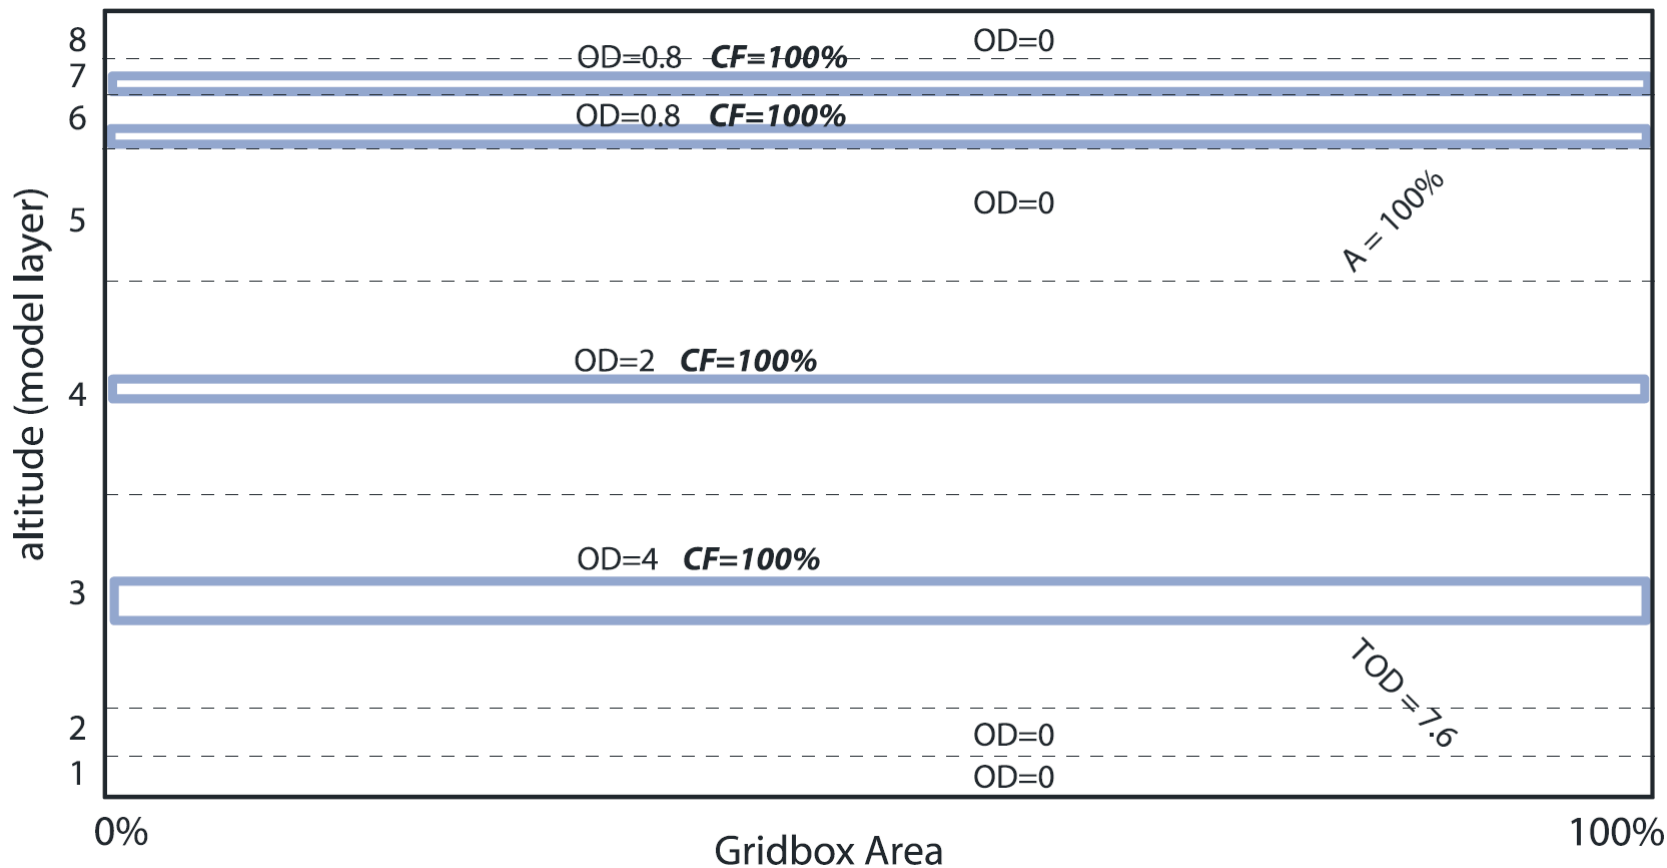 8
OD=0
OD=0.8 CF=100%
7
6
OD=0.8 CF=100%
A = 100%
5
OD=0
altitude (model layer)
OD=2 CF=100%
4
OD=4 CF=100%
3
TOD = 7.6
2
OD=0
1
OD=0
0%
100%
Gridbox Area